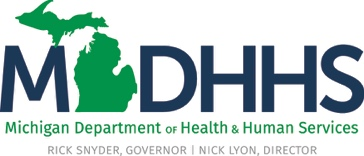 MDHHS
Michigan Department OF Health & Human Services
RICK SNYDER, GOVERNOR | NICK LYON, DIRECTOR